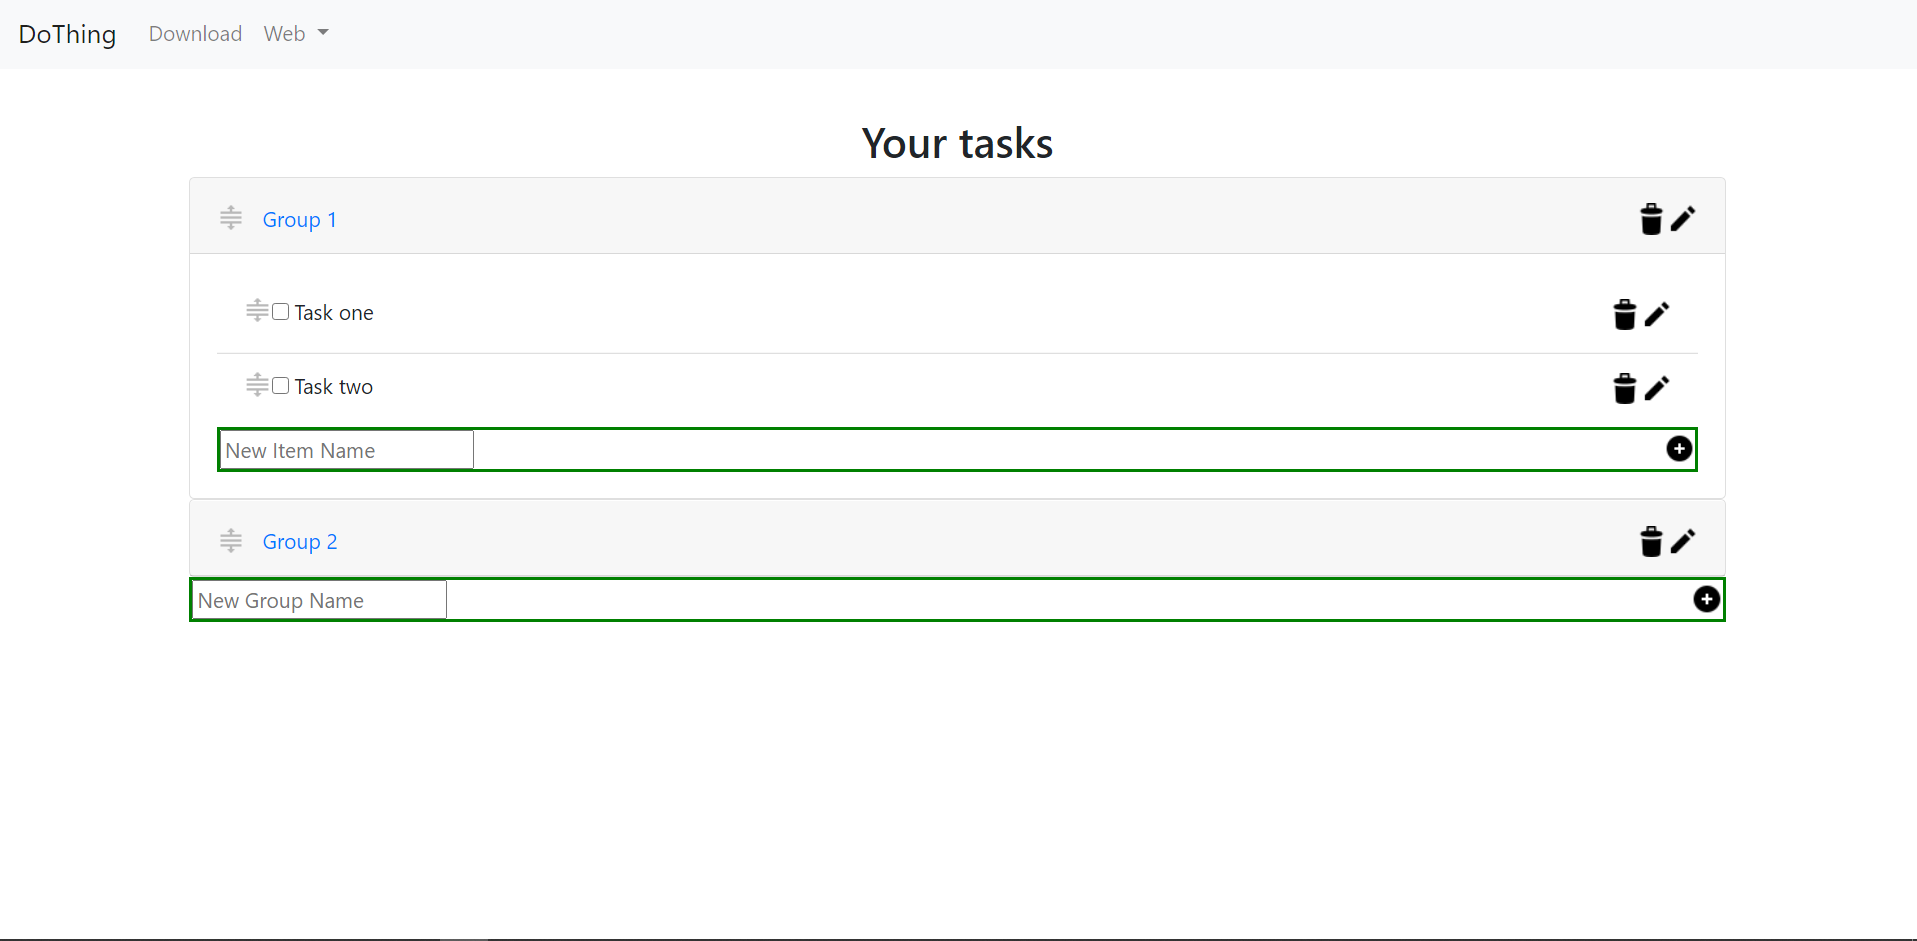 DoThing Download Web
Your tasks
Group 1
Task one
Task two
New Item Name
Group 2
New Group Name